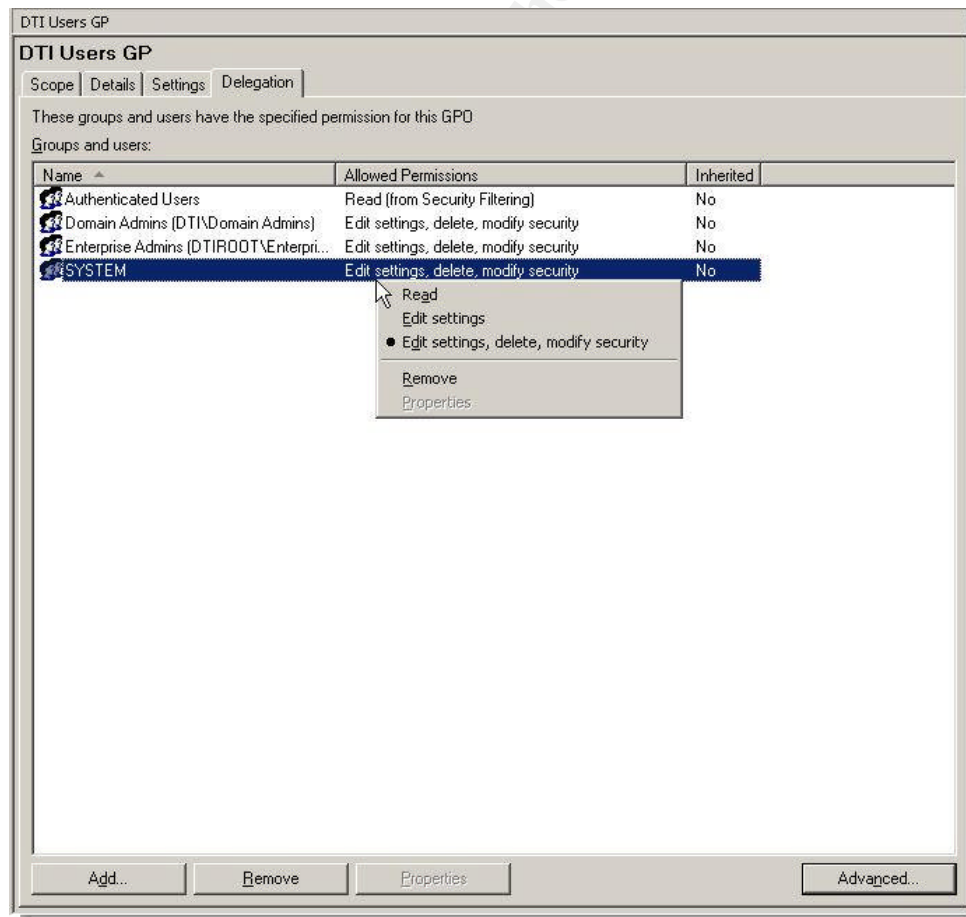 DTI Users GP
DTI Users GP
Scope Details Settings Delegation
These groups and users have the specified permission for this GPO
Groups and users:
Name Allowed Permissions Inherited
Authenticated Users Read (from Security Filtering) No
Domain Admins (DTI\Domain Admins) Edit settings, delete, modify security No
Enterprise Admins (DTIROOT\Enterpri... Edit settings, delete, modify security No
SYSTEM Edit settings, delete, modify security No
Read
Edit settings
Edit settings, delete, modify security
Remove
Properties
Add... Remove Properties Advanced...